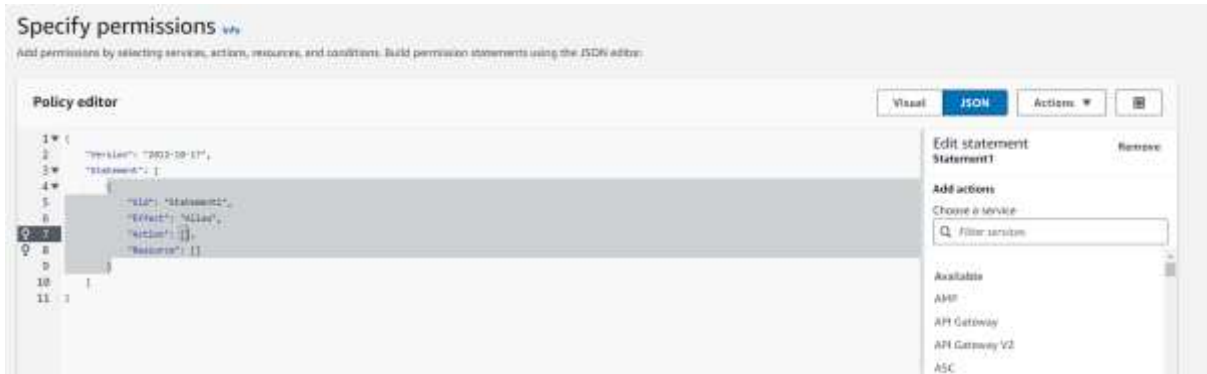 Specify permissions Info
Add permissions by selecting services, actions, resources, and conditions. Build permission statements using the JSON editor.
Policy editor
Visual JSON Actions ▼
1 ▼ {
2 "Version": "2012-10-17",
3 ▼ "Statement": [
4 ▼ {
5 "Sid": "Statement1",
6 "Effect": "Allow",
7 "Action": [],
8 "Resource": []
9 }
10 ]
11 }
Edit statement Remove
Statement1
Add actions
Choose a service
Filter services
Available
AMP
API Gateway
API Gateway V2
ASC